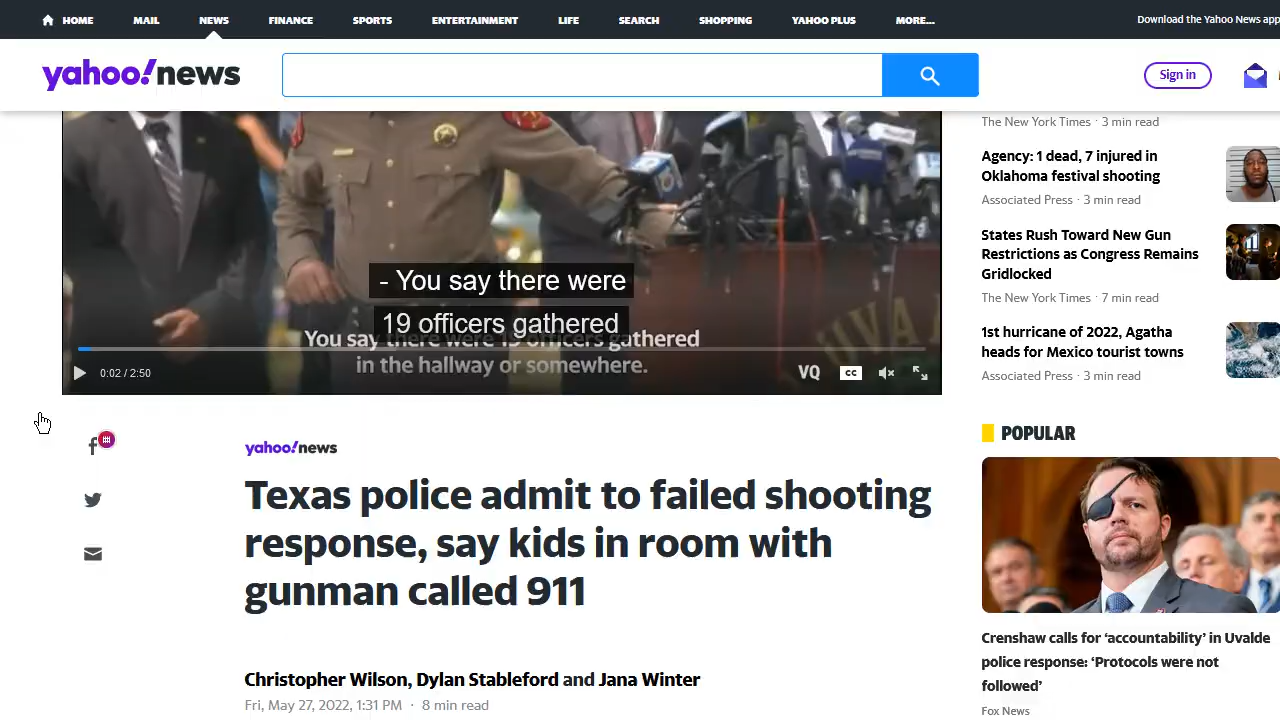 HOME MAIL NEWS FINANCE SPORTS ENTERTAINMENT LIFE SEARCH SHOPPING YAHOO PLUS MORE... Download the Yahoo News app
yahoo!news
Sign in
- You say there were
19 officers gathered
You say there were 19 officers gathered
in the hallway or somewhere.
0:02 / 2:50 VQ CC
yahoo!news
Texas police admit to failed shooting
response, say kids in room with
gunman called 911
Christopher Wilson, Dylan Stableford and Jana Winter
Fri, May 27, 2022, 1:31 PM · 8 min read
The New York Times · 3 min read
Agency: 1 dead, 7 injured in
Oklahoma festival shooting
Associated Press · 3 min read
States Rush Toward New Gun
Restrictions as Congress Remains
Gridlocked
The New York Times · 7 min read
1st hurricane of 2022, Agatha
heads for Mexico tourist towns
Associated Press · 3 min read
POPULAR
Crenshaw calls for ‘accountability’ in Uvalde
police response: ‘Protocols were not
followed’
Fox News